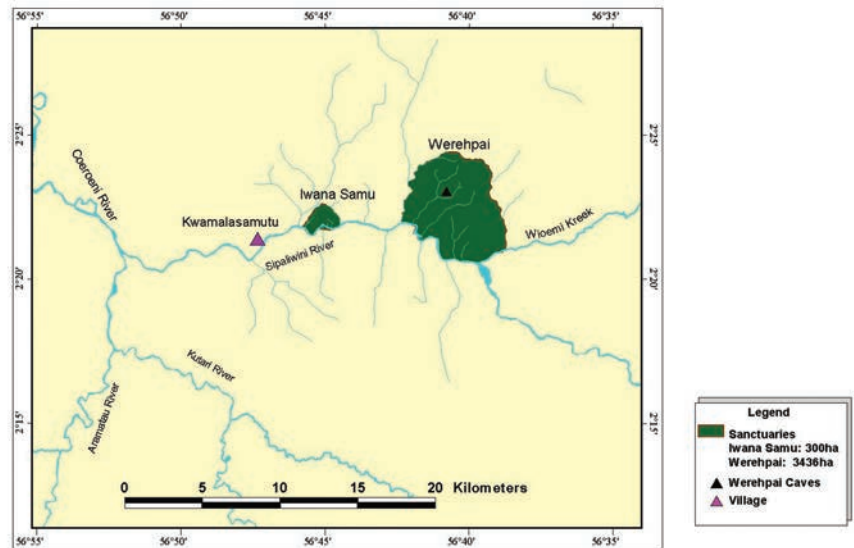 56°55' 56°50' 56°45' 56°40' 56°35'
2°25' 2°25'
Werehpai
Coeroeni River
Iwana Samu
Kwamalasamutu
Wioemi Kreek
Sipaliwini River
2°20' 2°20'
Kutari River
Aramatau River
2°15' 2°15'
0 5 10 15 20 Kilometers
56°55' 56°50' 56°45' 56°40' 56°35'
Legend
Sanctuaries
Iwana Samu: 300ha
Werehpai: 3436ha
Werehpai Caves
Village